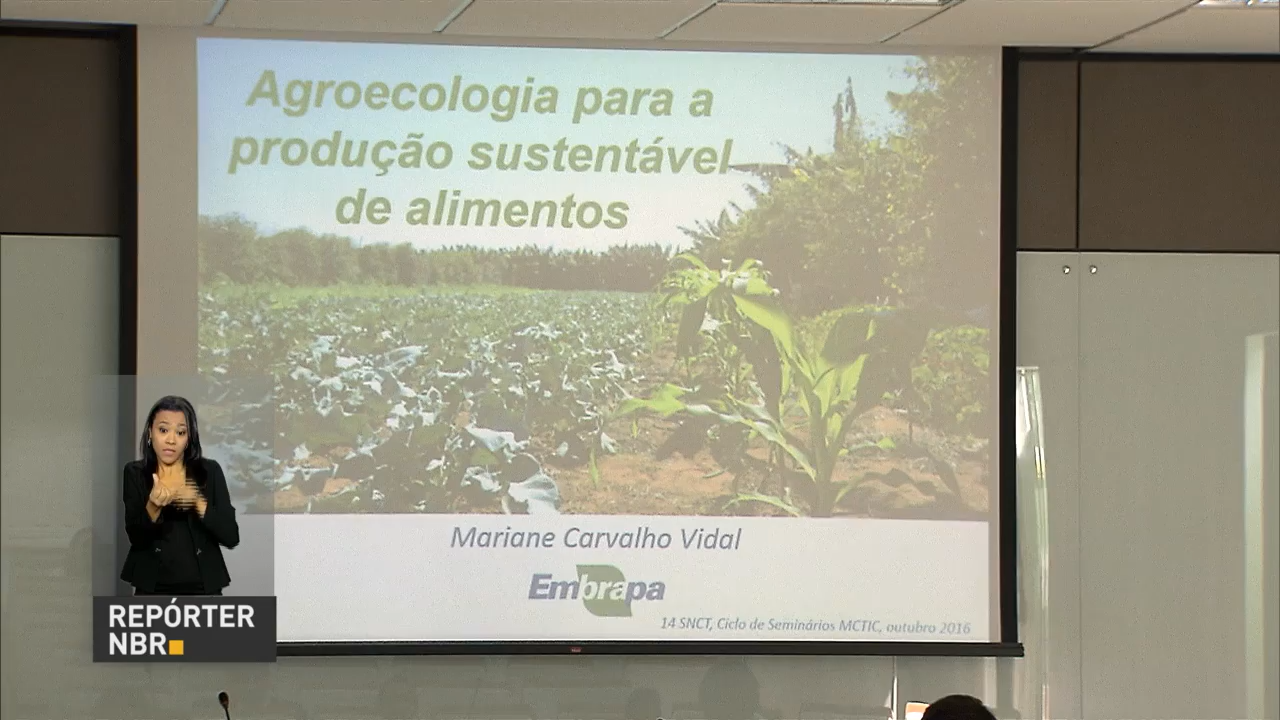 Agroecologia para a
produção sustentável
de alimentos
Mariane Carvalho Vidal
Embrapa
14 SNCT, Ciclo de Seminários MCTIC, outubro 2016
REPÓRTER
NBR